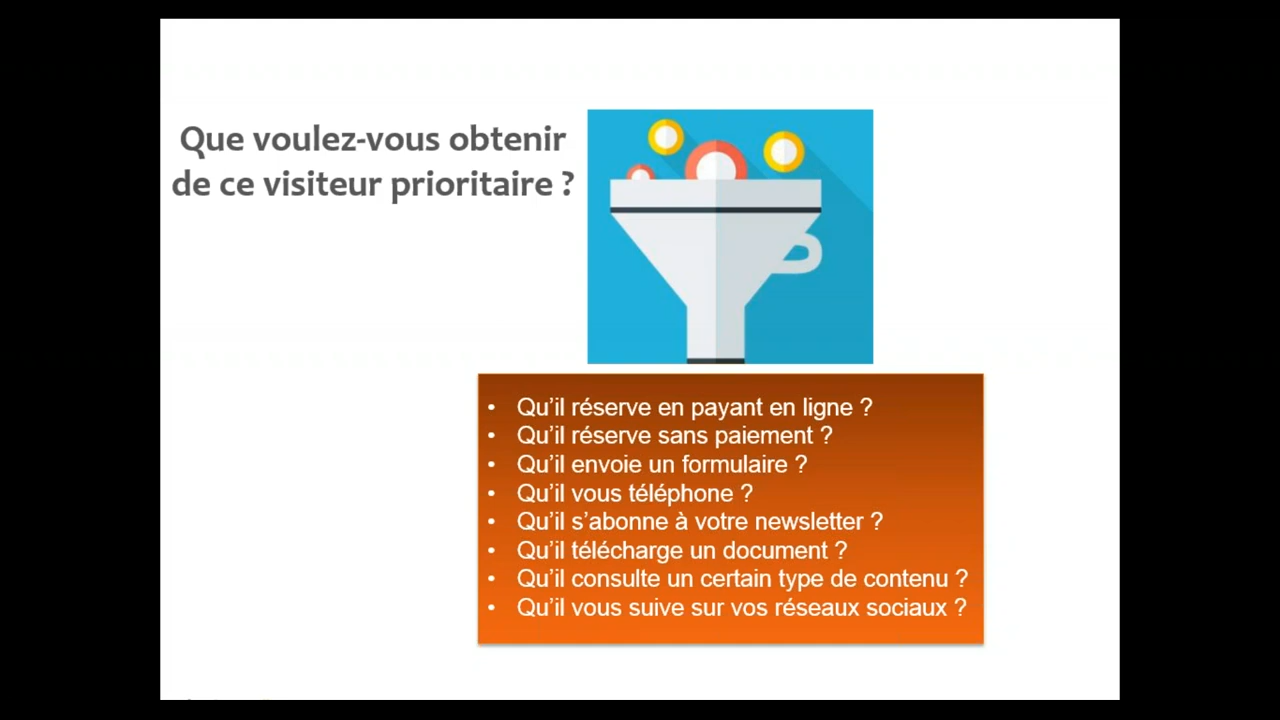 Que voulez-vous obtenir
de ce visiteur prioritaire ?
• Qu'il réserve en payant en ligne ?
• Qu'il réserve sans paiement ?
• Qu'il envoie un formulaire ?
• Qu'il vous téléphone ?
• Qu'il s'abonne à votre newsletter ?
• Qu'il télécharge un document ?
• Qu'il consulte un certain type de contenu ?
• Qu'il vous suive sur vos réseaux sociaux ?